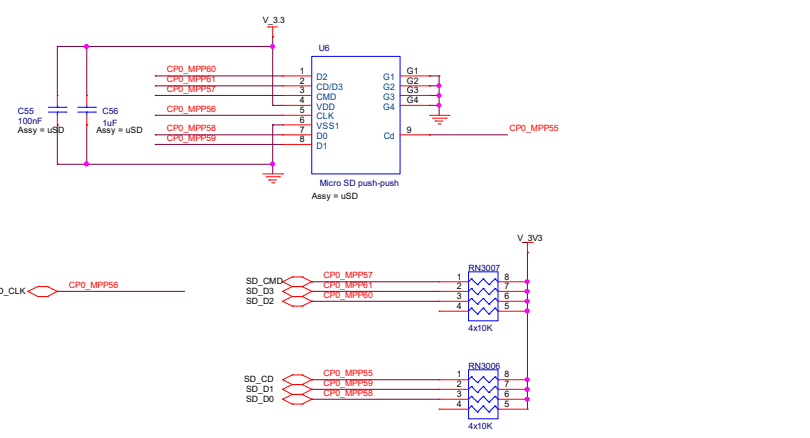 V_3.3
U6
CP0_MPP60
1
D2
G1
G1
CP0_MPP61
2
CD/D3
G2
G2
CP0_MPP57
3
CMD
G3
G3
4
VDD
G4
G4
CP0_MPP56
5
CLK
6
VSS1
CP0_MPP58
7
D0
Cd
9
CP0_MPP55
CP0_MPP59
8
D1
C55
100nF
Assy = uSD
C56
1uF
Assy = uSD
Micro SD push-push
Assy = uSD
V_3V3
RN3007
SD_CMD
CP0_MPP57
1
8
SD_D3
CP0_MPP61
2
7
SD_D2
CP0_MPP60
3
6
4
5
4x10K
D_CLK
CP0_MPP56
RN3006
SD_CD
CP0_MPP55
1
8
SD_D1
CP0_MPP59
2
7
SD_D0
CP0_MPP58
3
6
4
5
4x10K